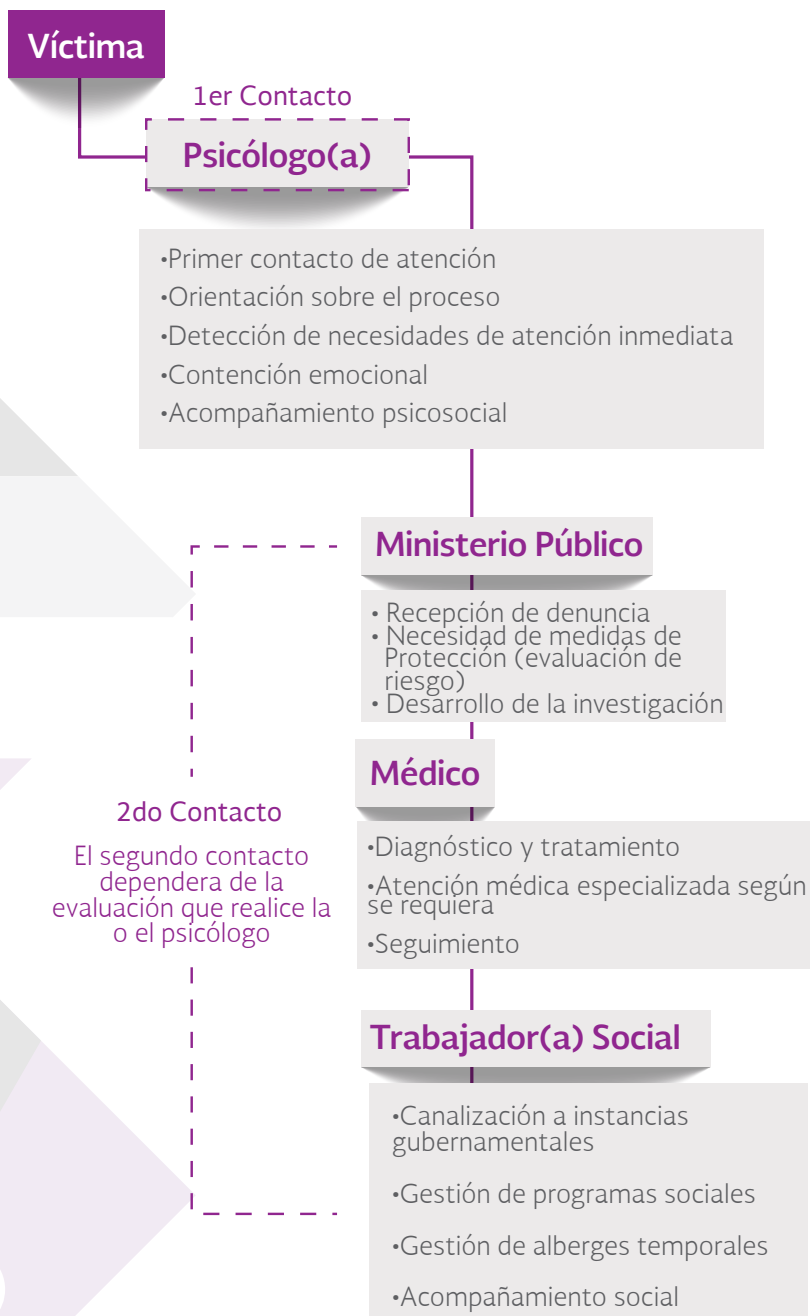 Víctima
1er Contacto
Psicólogo(a)
•Primer contacto de atención
•Orientación sobre el proceso
•Detección de necesidades de atención inmediata
•Contención emocional
•Acompañamiento psicosocial
Ministerio Público
• Recepción de denuncia
• Necesidad de medidas de
Protección (evaluación de
riesgo)
• Desarrollo de la investigación
Médico
•Diagnóstico y tratamiento
•Atención médica especializada según
se requiera
•Seguimiento
2do Contacto
El segundo contacto
dependera de la
evaluación que realice la
o el psicólogo
Trabajador(a) Social
•Canalización a instancias
gubernamentales
•Gestión de programas sociales
•Gestión de alberges temporales
•Acompañamiento social